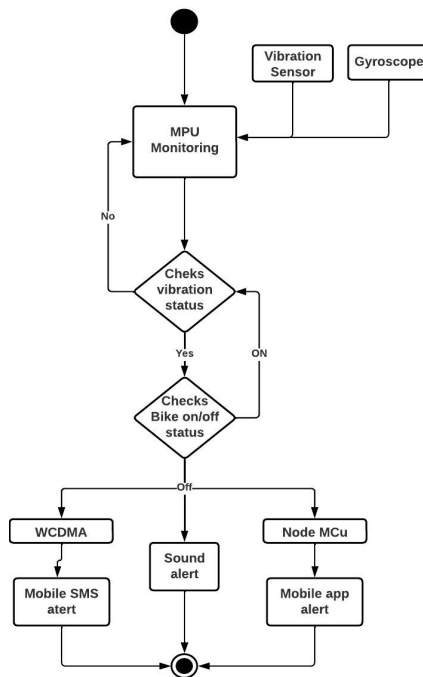 Vibration
Sensor
Gyroscope
MPU
Monitoring
No
Cheks
vibration
status
Yes
ON
Checks
Bike on/off
status
Off
WCDMA
Sound
alert
Node MCu
Mobile SMS
atert
Mobile app
alert